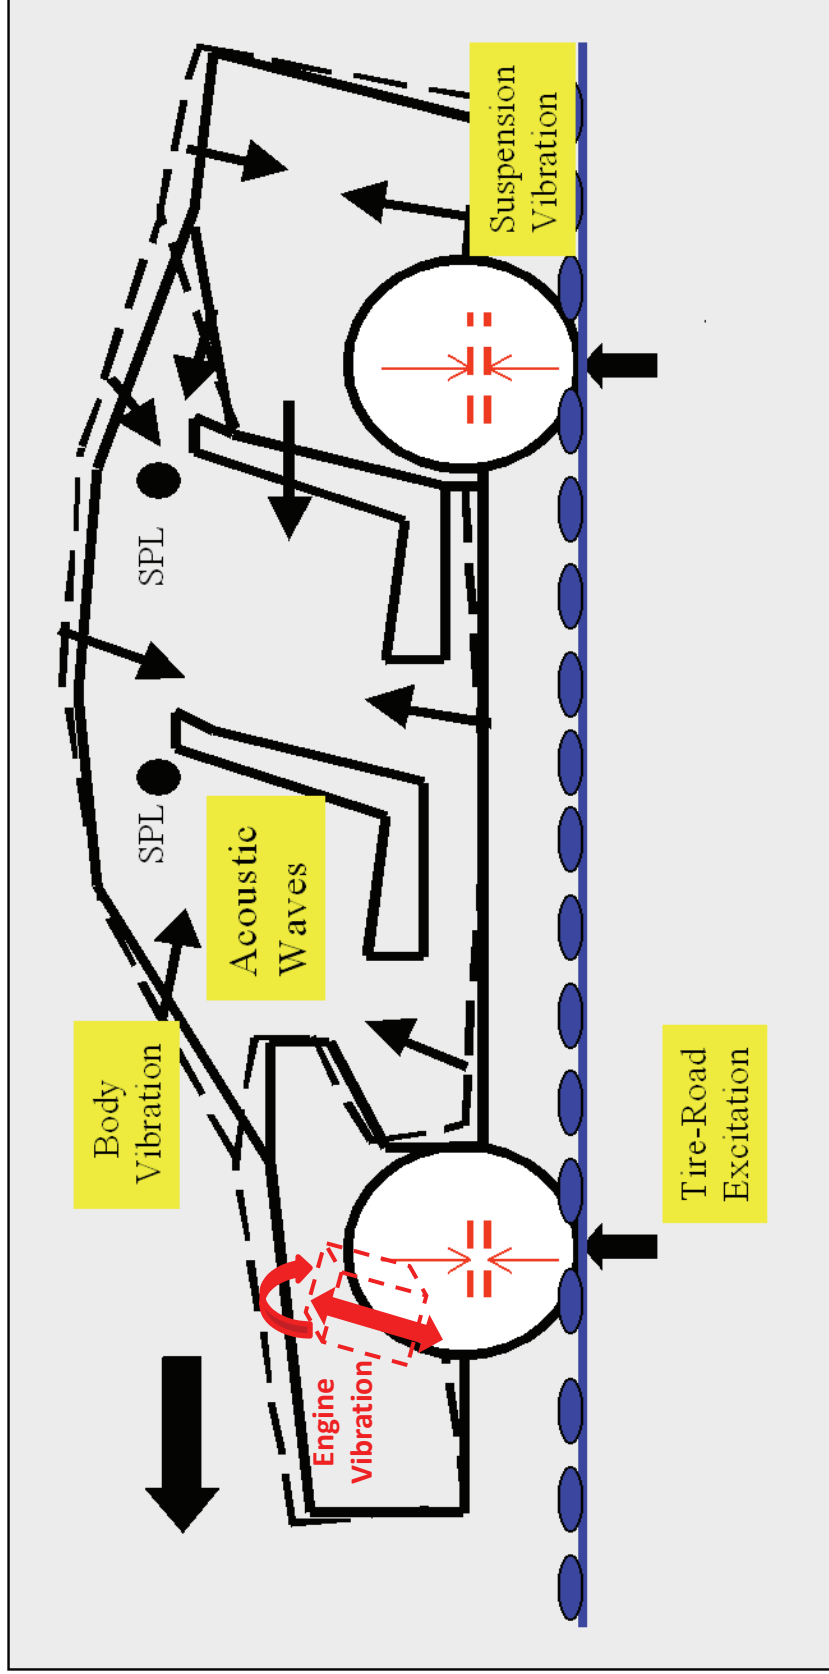 Body
Vibration
Suspension
Vibration
SPL
SPL
Acoustic
Waves
Engine
Vibration
Tire-Road
Excitation